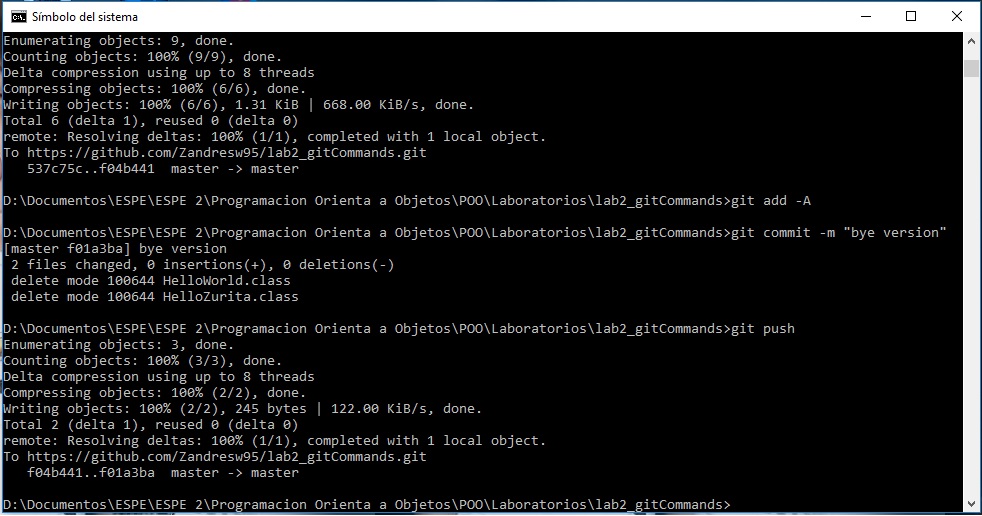 Símbolo del sistema
Enumerating objects: 9, done.
Counting objects: 100% (9/9), done.
Delta compression using up to 8 threads
Compressing objects: 100% (6/6), done.
Writing objects: 100% (6/6), 1.31 KiB | 668.00 KiB/s, done.
Total 6 (delta 1), reused 0 (delta 0)
remote: Resolving deltas: 100% (1/1), completed with 1 local object.
To https://github.com/Zandresw95/lab2_gitCommands.git
   537c75c..f04b441  master -> master
D:\Documentos\ESPE\ESPE 2\Programacion Orienta a Objetos\POO\Laboratorios\lab2_gitCommands>git add -A
D:\Documentos\ESPE\ESPE 2\Programacion Orienta a Objetos\POO\Laboratorios\lab2_gitCommands>git commit -m "bye version"
[master f01a3ba] bye version
 2 files changed, 0 insertions(+), 0 deletions(-)
 delete mode 100644 HelloWorld.class
 delete mode 100644 HelloZurita.class
D:\Documentos\ESPE\ESPE 2\Programacion Orienta a Objetos\POO\Laboratorios\lab2_gitCommands>git push
Enumerating objects: 3, done.
Counting objects: 100% (3/3), done.
Delta compression using up to 8 threads
Compressing objects: 100% (2/2), done.
Writing objects: 100% (2/2), 245 bytes | 122.00 KiB/s, done.
Total 2 (delta 1), reused 0 (delta 0)
remote: Resolving deltas: 100% (1/1), completed with 1 local object.
To https://github.com/Zandresw95/lab2_gitCommands.git
   f04b441..f01a3ba  master -> master
D:\Documentos\ESPE\ESPE 2\Programacion Orienta a Objetos\POO\Laboratorios\lab2_gitCommands>